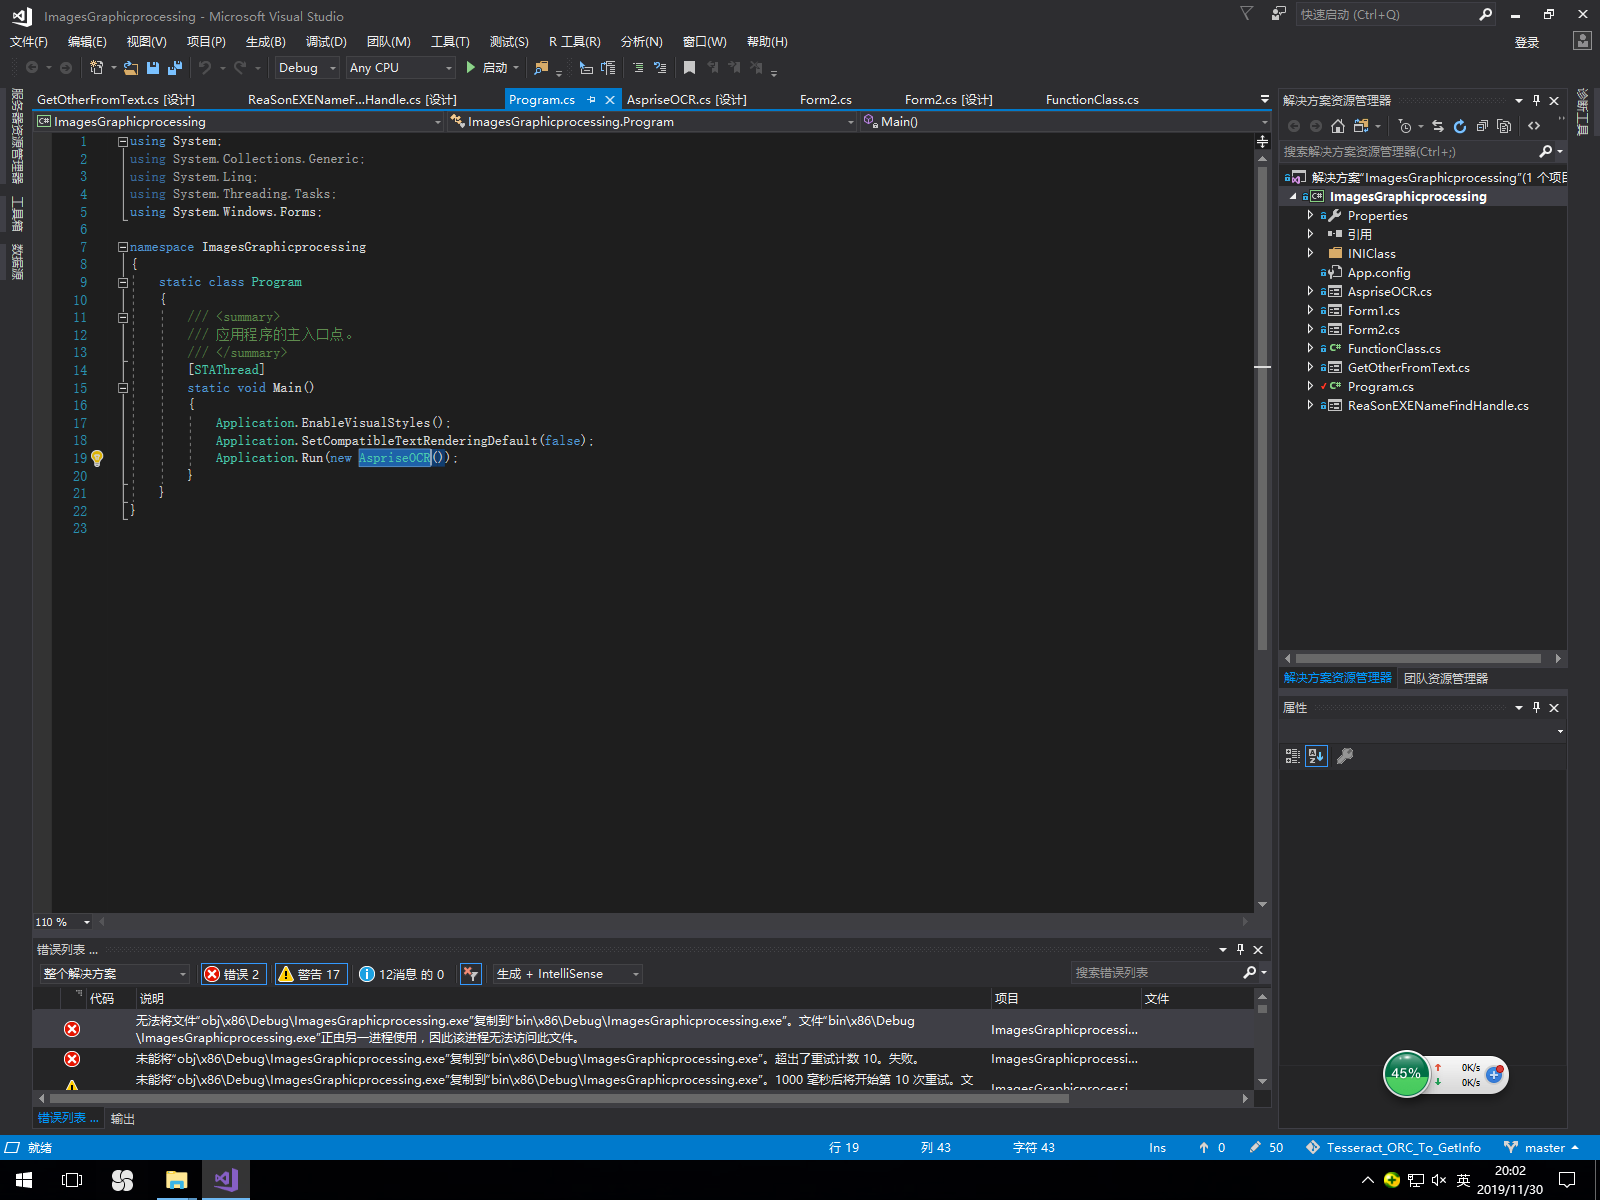 ImagesGraphicprocessing - Microsoft Visual Studio
快速启动 (Ctrl+Q)
文件(F) 编辑(E) 视图(V) 项目(P) 生成(B) 调试(D) 团队(M) 工具(T) 测试(S) R 工具(R) 分析(N) 窗口(W) 帮助(H)
登录
Debug Any CPU 启动
服务器资源管理器
工具箱
数据源
GetOtherFromText.cs [设计] ReaSonEXENameF...Handle.cs [设计] Program.cs AspriseOCR.cs [设计] Form2.cs Form2.cs [设计] FunctionClass.cs
ImagesGraphicprocessing ImagesGraphicprocessing.Program Main()
1 using System;
2 using System.Collections.Generic;
3 using System.Linq;
4 using System.Threading.Tasks;
5 using System.Windows.Forms;
6
7 namespace ImagesGraphicprocessing
8 {
9 static class Program
10 {
11 /// <summary>
12 /// 应用程序的主入口点。
13 /// </summary>
14 [STAThread]
15 static void Main()
16 {
17 Application.EnableVisualStyles();
18 Application.SetCompatibleTextRenderingDefault(false);
19 Application.Run(new AspriseOCR());
20 }
21 }
22 }
23
110 %
解决方案资源管理器
搜索解决方案资源管理器(Ctrl+;)
解决方案"ImagesGraphicprocessing"(1 个项目
ImagesGraphicprocessing
Properties
引用
INIClass
App.config
AspriseOCR.cs
Form1.cs
Form2.cs
FunctionClass.cs
GetOtherFromText.cs
Program.cs
ReaSonEXENameFindHandle.cs
解决方案资源管理器 团队资源管理器
诊断工具
属性
错误列表 ...
整个解决方案 错误 2 警告 17 12消息 的 0 生成 + IntelliSense 搜索错误列表
代码 说明 项目 文件
无法将文件"obj\x86\Debug\ImagesGraphicprocessing.exe"复制到"bin\x86\Debug\ImagesGraphicprocessing.exe"。文件"bin\x86\Debug
\ImagesGraphicprocessing.exe"正由另一进程使用，因此该进程无法访问此文件。 ImagesGraphicprocessi...
未能将"obj\x86\Debug\ImagesGraphicprocessing.exe"复制到"bin\x86\Debug\ImagesGraphicprocessing.exe"。超出了重试计数 10。失败。 ImagesGraphicprocessi...
未能将"obj\x86\Debug\ImagesGraphicprocessing.exe"复制到"bin\x86\Debug\ImagesGraphicprocessing.exe"。1000 毫秒后将开始第 10 次重试。文 ImagesGraphicprocessi...
错误列表 ... 输出
45% 0K/s
0K/s
就绪 行 19 列 43 字符 43 Ins 0 50 Tesseract_ORC_To_GetInfo master
英
20:02
2019/11/30